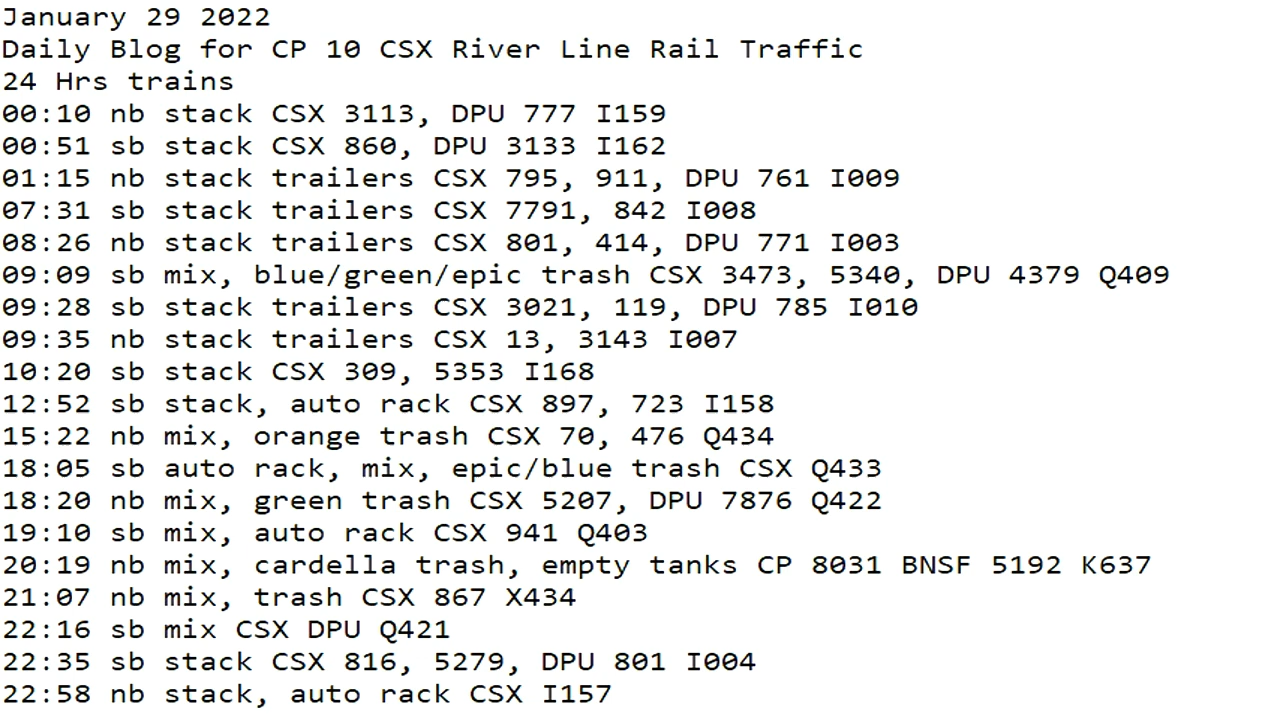 January 29 2022
Daily Blog for CP 10 CSX River Line Rail Traffic
24 Hrs trains
00:10 nb stack CSX 3113, DPU 777 I159
00:51 sb stack CSX 860, DPU 3133 I162
01:15 nb stack trailers CSX 795, 911, DPU 761 I009
07:31 sb stack trailers CSX 7791, 842 I008
08:26 nb stack trailers CSX 801, 414, DPU 771 I003
09:09 sb mix, blue/green/epic trash CSX 3473, 5340, DPU 4379 Q409
09:28 sb stack trailers CSX 3021, 119, DPU 785 I010
09:35 nb stack trailers CSX 13, 3143 I007
10:20 sb stack CSX 309, 5353 I168
12:52 sb stack, auto rack CSX 897, 723 I158
15:22 nb mix, orange trash CSX 70, 476 Q434
18:05 sb auto rack, mix, epic/blue trash CSX Q433
18:20 nb mix, green trash CSX 5207, DPU 7876 Q422
19:10 sb mix, auto rack CSX 941 Q403
20:19 nb mix, cardella trash, empty tanks CP 8031 BNSF 5192 K637
21:07 nb mix, trash CSX 867 X434
22:16 sb mix CSX DPU Q421
22:35 sb stack CSX 816, 5279, DPU 801 I004
22:58 nb stack, auto rack CSX I157